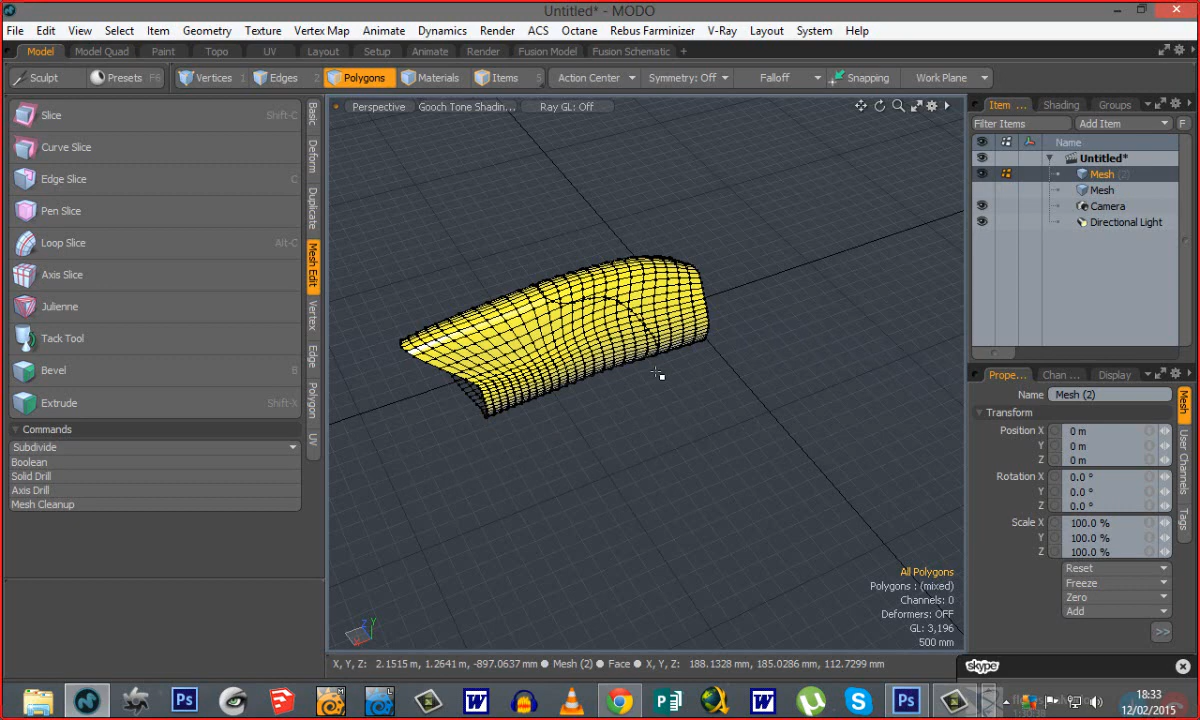 Untitled* - MODO
File Edit View Select Item Geometry Texture Vertex Map Animate Dynamics Render ACS Octane Rebus Farminizer V-Ray Layout System Help
Model Model Quad Paint Topo UV Layout Setup Animate Render Fusion Model Fusion Schematic +
Sculpt Presets F6 Vertices 1 Edges 2 Polygons Materials Items 5 Action Center Symmetry: Off Falloff Snapping Work Plane
Perspective Gooch Tone Shadin... Ray GL: Off
Slice Shift-C
Curve Slice
Edge Slice C
Pen Slice
Loop Slice Alt-C
Axis Slice
Julienne
Tack Tool
Bevel B
Extrude Shift-X
Commands
Subdivide
Boolean
Solid Drill
Axis Drill
Mesh Cleanup
Basic
Deform
Duplicate
Mesh Edit
Vertex
Edge
Polygon
UV
Item ... Shading Groups
Filter Items Add Item F
Name
Untitled*
Mesh (2)
Mesh
Camera
Directional Light
Prope... Chan ... Display
Name Mesh (2)
Transform
Position X 0 m
Y 0 m
Z 0 m
Rotation X 0.0 °
Y 0.0 °
Z 0.0 °
Scale X 100.0 %
Y 100.0 %
Z 100.0 %
Reset
Freeze
Zero
Add
>>
Mesh
User Channels
Tags
All Polygons
Polygons : (mixed)
Channels: 0
Deformers: OFF
GL: 3,196
500 mm
X, Y, Z: 2.1515 m, 1.2641 m, -897.0637 mm Mesh (2) Face X, Y, Z: 188.1328 mm, 185.0286 mm, 112.7299 mm
skype
18:33
12/02/2015